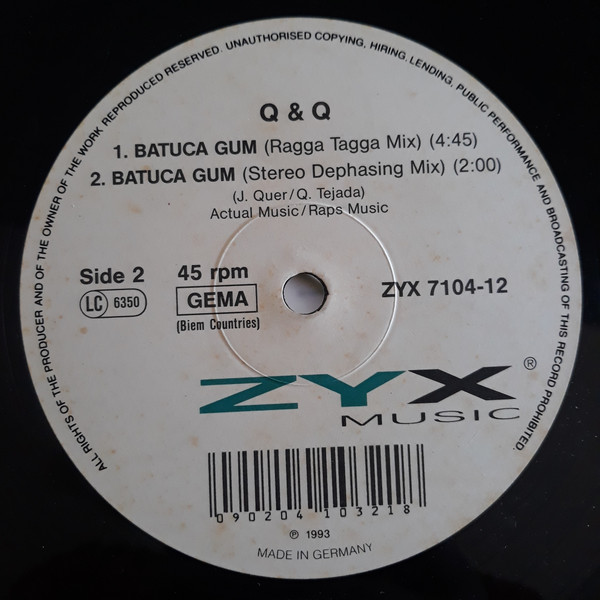 ALL RIGHTS OF THE PRODUCER AND OF THE OWNER OF THE WORK REPRODUCED RESERVED. UNAUTHORISED COPYING, HIRING, LENDING, PUBLIC PERFORMANCE AND BROADCASTING OF THIS RECORD PROHIBITED.
Q & Q
1. BATUCA GUM (Ragga Tagga Mix) (4:45)
2. BATUCA GUM (Stereo Dephasing Mix) (2:00)
(J. Quer/Q. Tejada)
Actual Music/Raps Music
Side 2 45 rpm
LC 6350 GEMA ZYX 7104-12
(Biem Countries)
ZYX ®
MUSIC
090204 103218
℗ 1993
MADE IN GERMANY